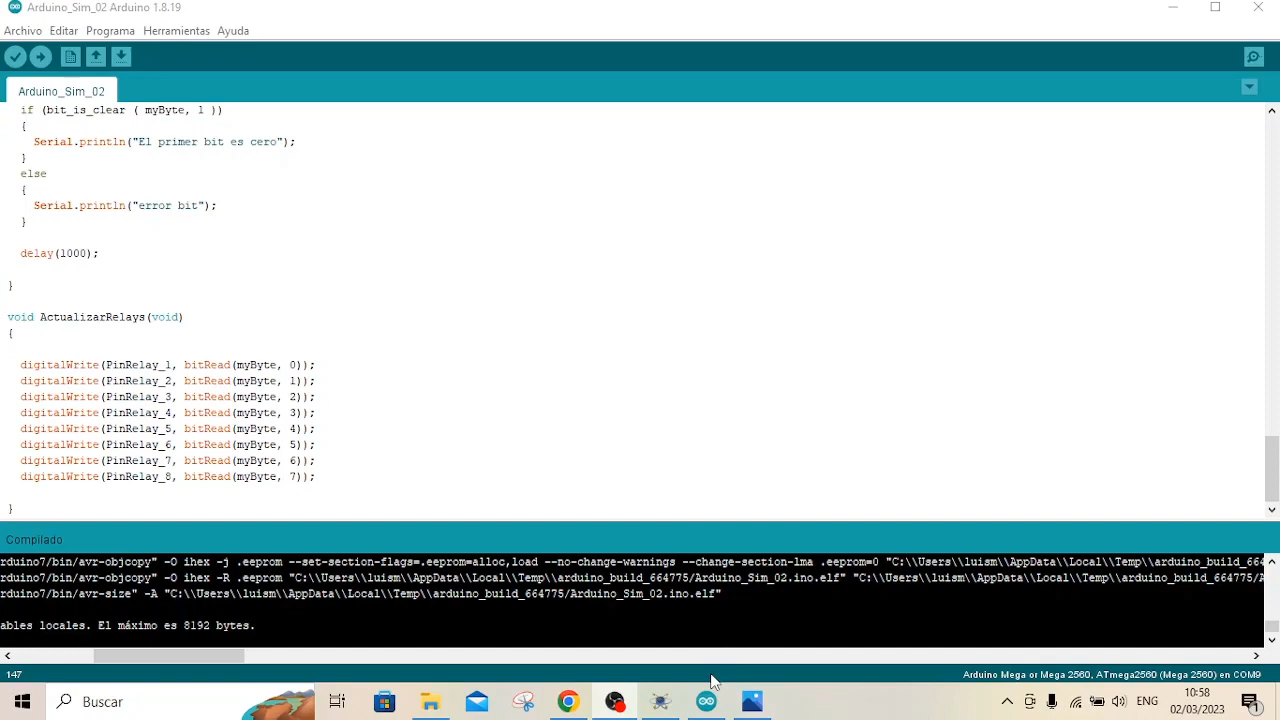 Arduino_Sim_02 Arduino 1.8.19
Archivo Editar Programa Herramientas Ayuda
Arduino_Sim_02
if (bit_is_clear ( myByte, 1 ))
{
Serial.println("El primer bit es cero");
}
else
{
Serial.println("error bit");
}
delay(1000);
}
void ActualizarRelays(void)
{
digitalWrite(PinRelay_1, bitRead(myByte, 0));
digitalWrite(PinRelay_2, bitRead(myByte, 1));
digitalWrite(PinRelay_3, bitRead(myByte, 2));
digitalWrite(PinRelay_4, bitRead(myByte, 3));
digitalWrite(PinRelay_5, bitRead(myByte, 4));
digitalWrite(PinRelay_6, bitRead(myByte, 5));
digitalWrite(PinRelay_7, bitRead(myByte, 6));
digitalWrite(PinRelay_8, bitRead(myByte, 7));
}
Compilado
rduino7/bin/avr-objcopy" -O ihex -j .eeprom --set-section-flags=.eeprom=alloc,load --no-change-warnings --change-section-lma .eeprom=0 "C:\\Users\\luism\\AppData\\Local\\Temp\\arduino_build_664
rduino7/bin/avr-objcopy" -O ihex -R .eeprom "C:\\Users\\luism\\AppData\\Local\\Temp\\arduino_build_664775/Arduino_Sim_02.ino.elf" "C:\\Users\\luism\\AppData\\Local\\Temp\\arduino_build_664775/A
rduino7/bin/avr-size" -A "C:\\Users\\luism\\AppData\\Local\\Temp\\arduino_build_664775/Arduino_Sim_02.ino.elf"
ables locales. El máximo es 8192 bytes.
147
Arduino Mega or Mega 2560, ATmega2560 (Mega 2560) en COM9
Buscar
ENG
10:58
02/03/2023
1